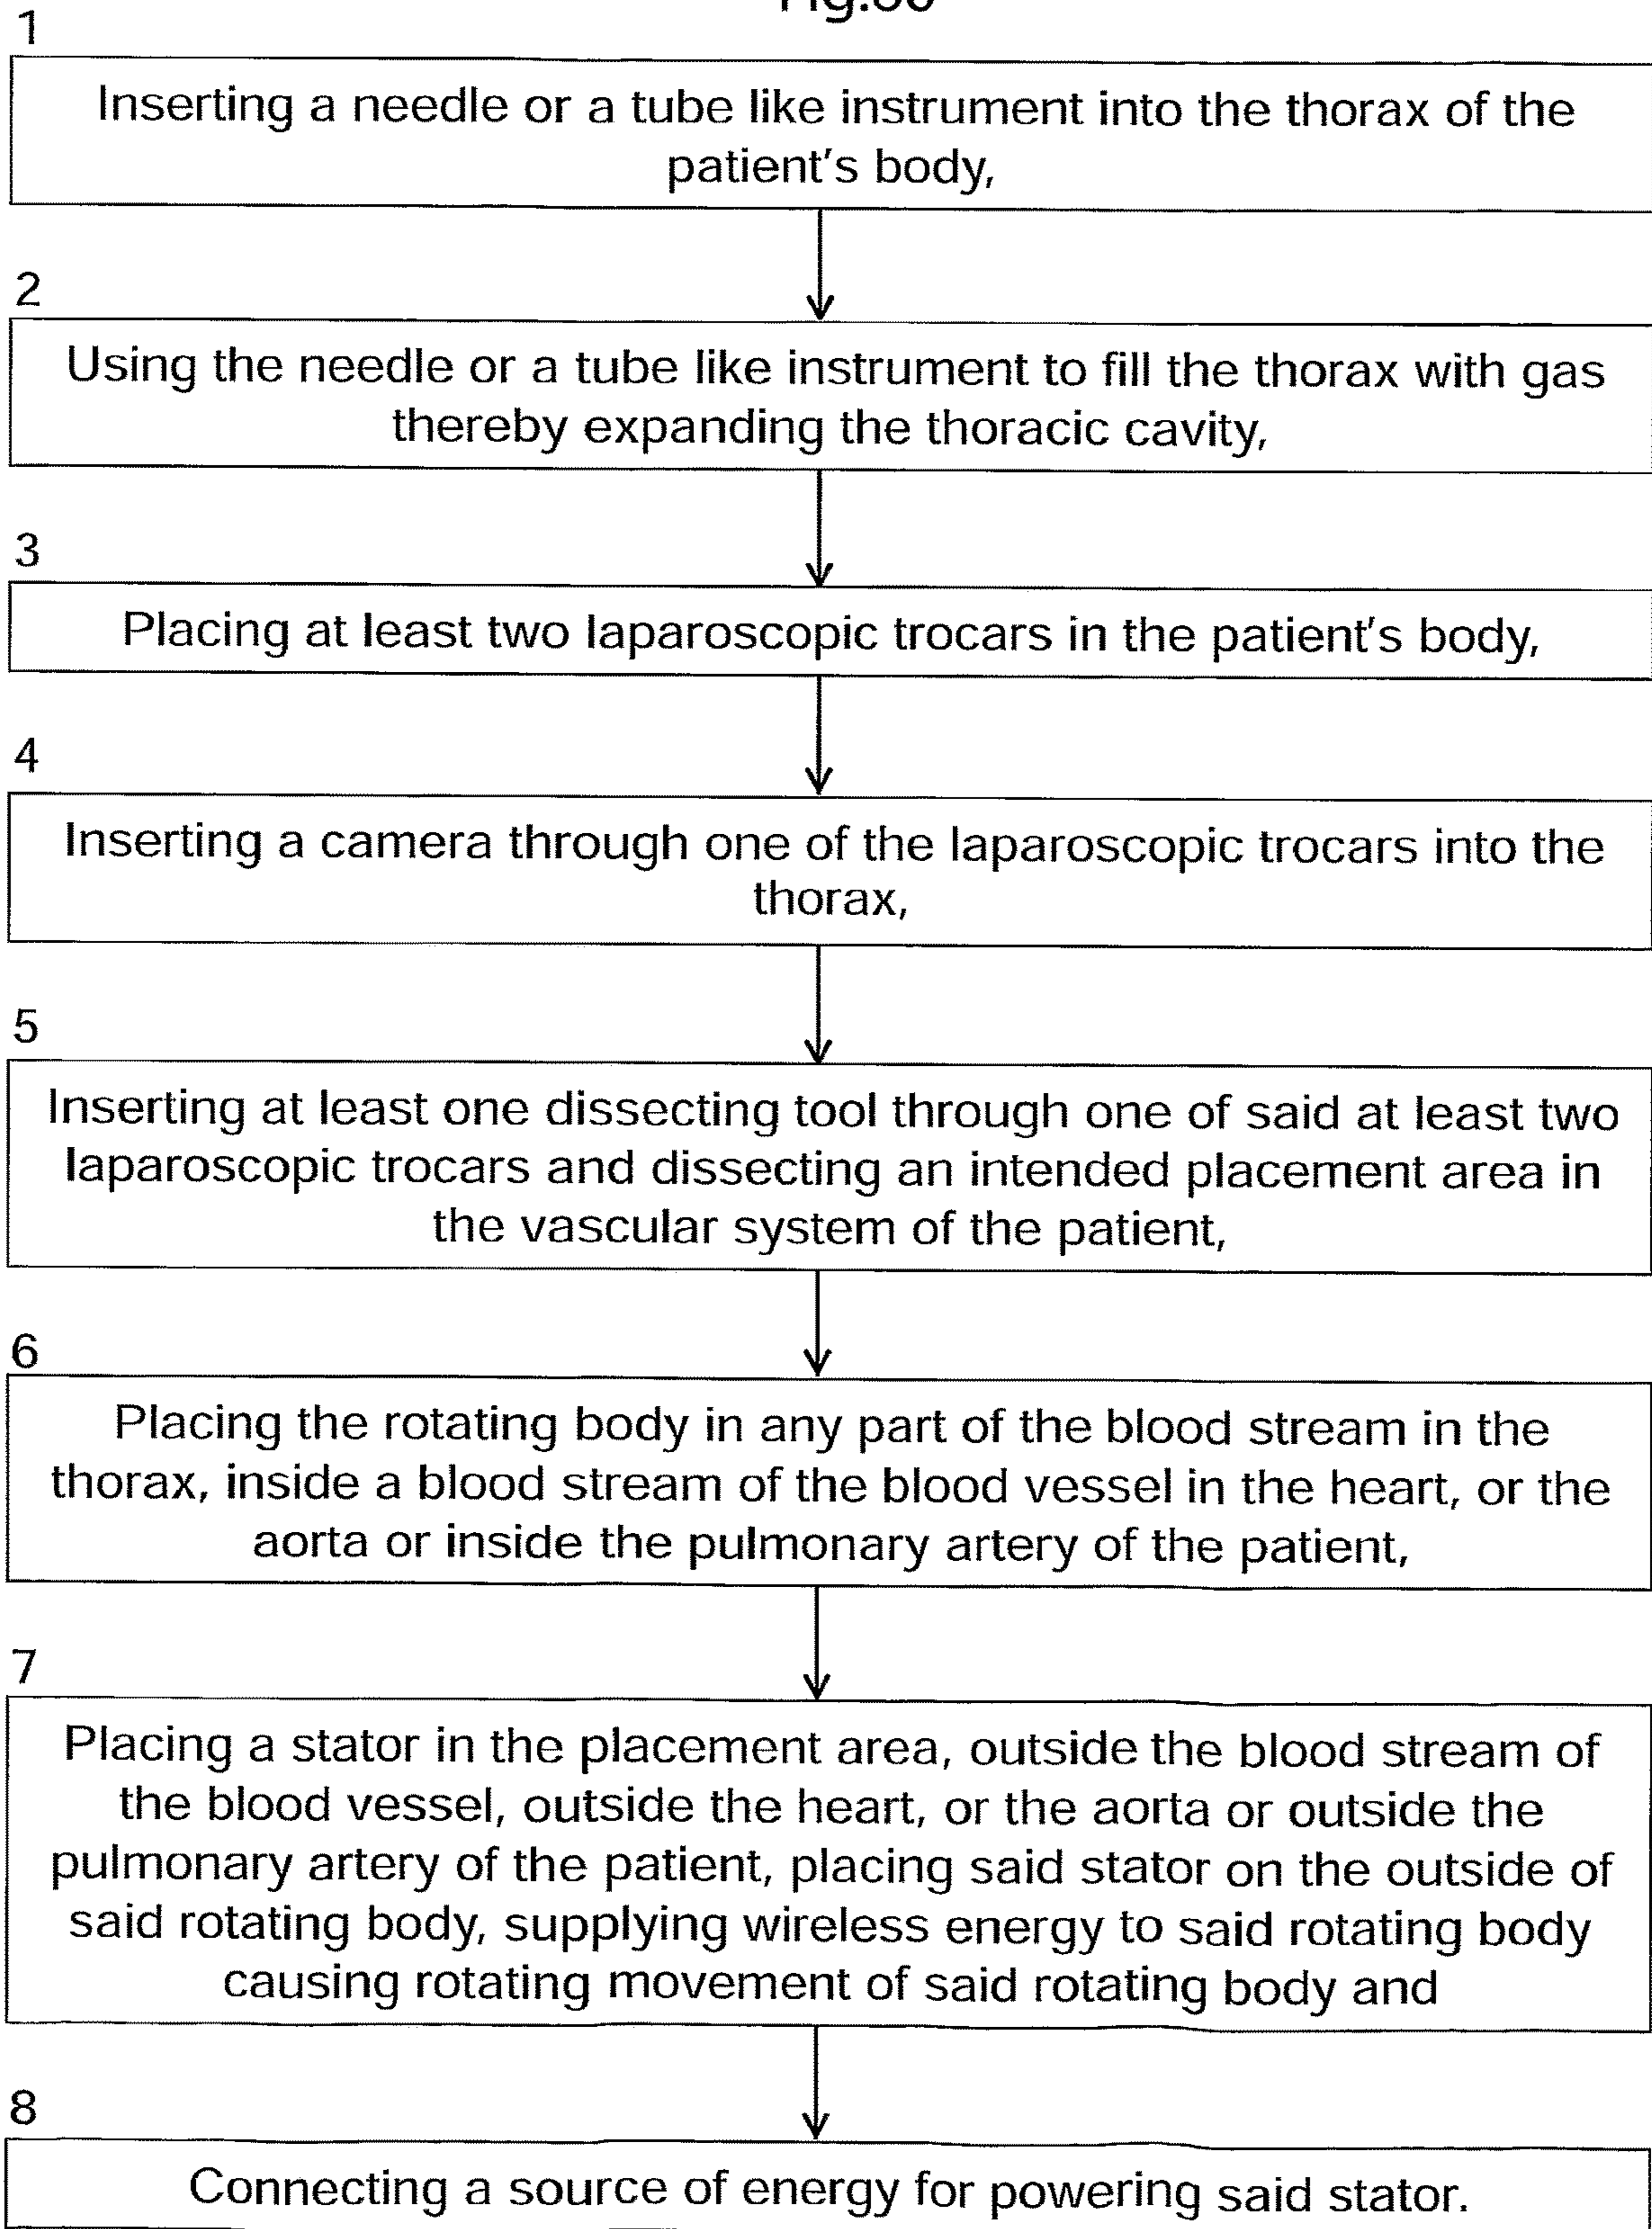 1
Inserting a needle or a tube like instrument into the thorax of the
patient's body,
2
Using the needle or a tube like instrument to fill the thorax with gas
thereby expanding the thoracic cavity,
3
Placing at least two laparoscopic trocars in the patient's body,
4
Inserting a camera through one of the laparoscopic trocars into the
thorax,
5
Inserting at least one dissecting tool through one of said at least two
laparoscopic trocars and dissecting an intended placement area in
the vascular system of the patient,
6
Placing the rotating body in any part of the blood stream in the
thorax, inside a blood stream of the blood vessel in the heart, or the
aorta or inside the pulmonary artery of the patient,
7
Placing a stator in the placement area, outside the blood stream of
the blood vessel, outside the heart, or the aorta or outside the
pulmonary artery of the patient, placing said stator on the outside of
said rotating body, supplying wireless energy to said rotating body
causing rotating movement of said rotating body and
8
Connecting a source of energy for powering said stator.